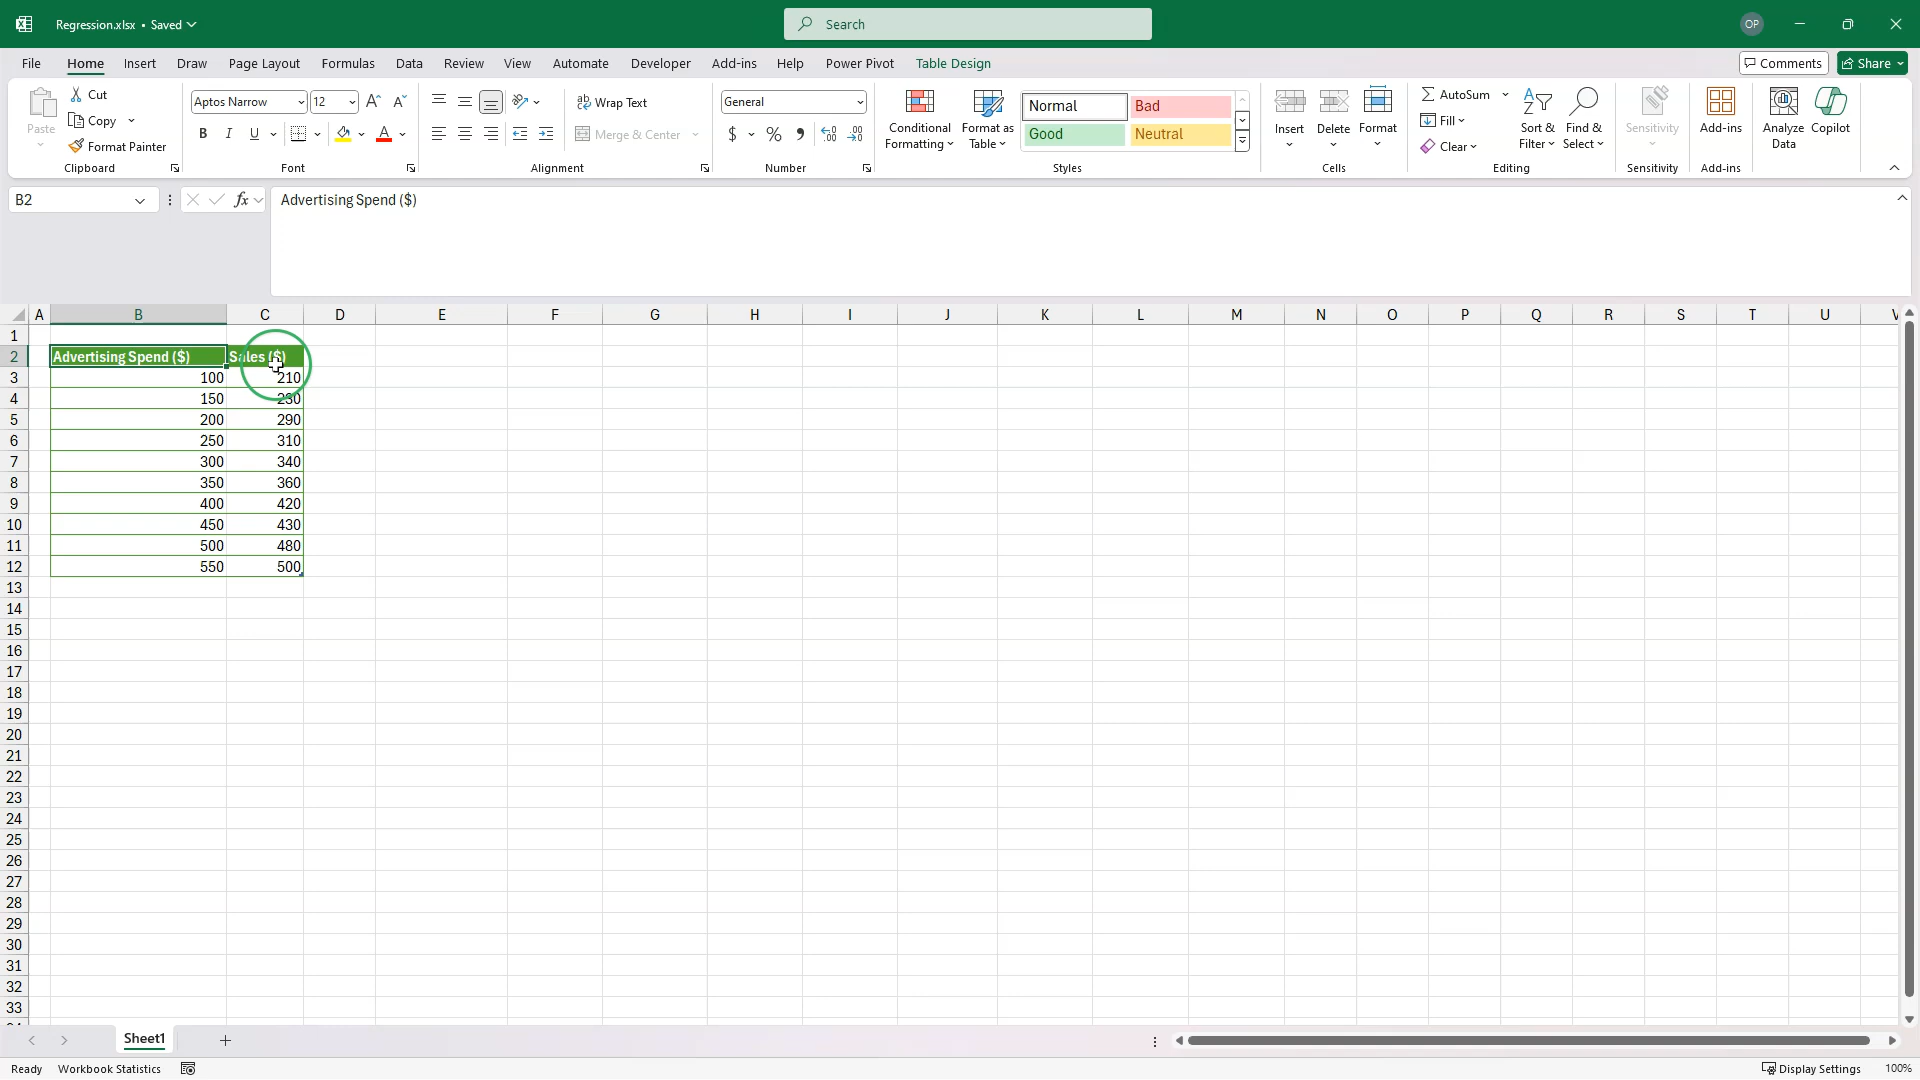 Regression.xlsx • Saved
Search
OP
File Home Insert Draw Page Layout Formulas Data Review View Automate Developer Add-ins Help Power Pivot Table Design
Comments Share
Paste
Cut
Copy
Format Painter
Clipboard
Aptos Narrow 12
B I U
Font
Wrap Text
Merge & Center
Alignment
General
$ % ,
Number
Conditional Formatting
Format as Table
Normal Bad
Good Neutral
Styles
Insert Delete Format
Cells
AutoSum
Fill
Clear
Sort & Filter
Find & Select
Editing
Sensitivity
Sensitivity
Add-ins
Add-ins
Analyze Data
Copilot
B2 fx Advertising Spend ($)
A B C D E F G H I J K L M N O P Q R S T U V
1
2 Advertising Spend ($) Sales ($)
3 100 210
4 150 230
5 200 290
6 250 310
7 300 340
8 350 360
9 400 420
10 450 430
11 500 480
12 550 500
13
14
15
16
17
18
19
20
21
22
23
24
25
26
27
28
29
30
31
32
33
Sheet1
Ready Workbook Statistics Display Settings 100%